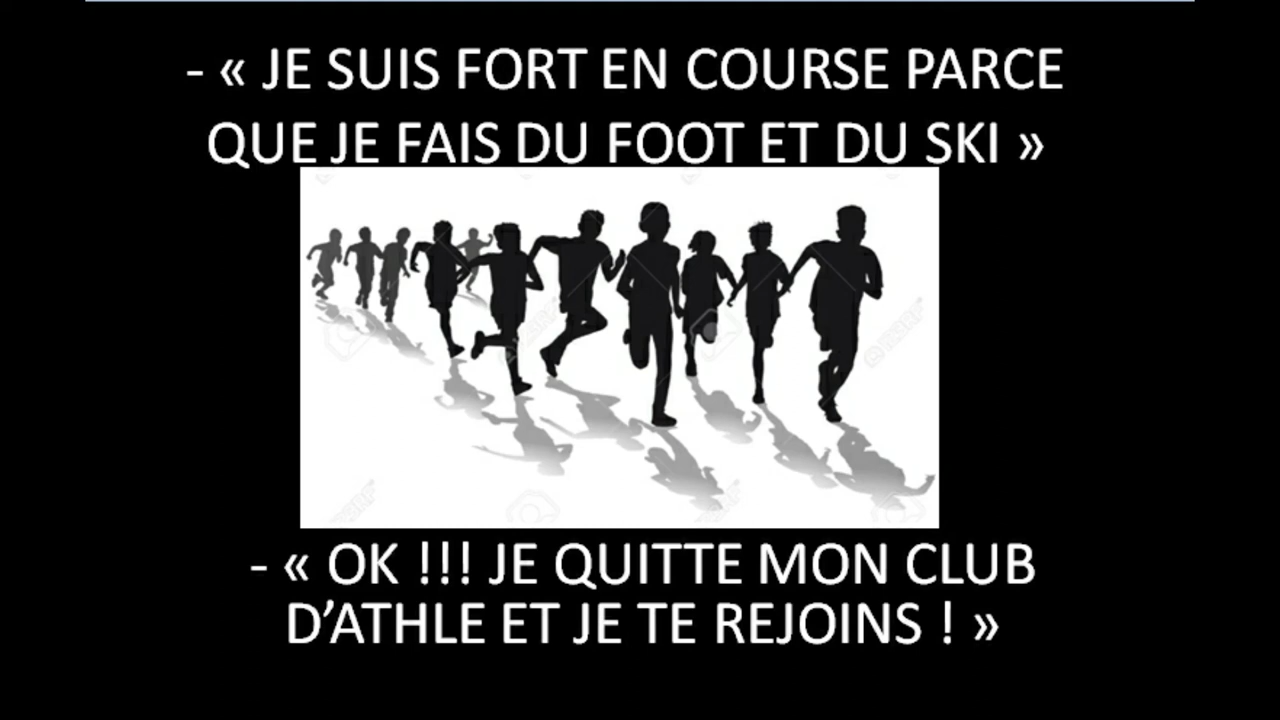 - « JE SUIS FORT EN COURSE PARCE
QUE JE FAIS DU FOOT ET DU SKI »
- « OK !!! JE QUITTE MON CLUB
D’ATHLE ET JE TE REJOINS ! »